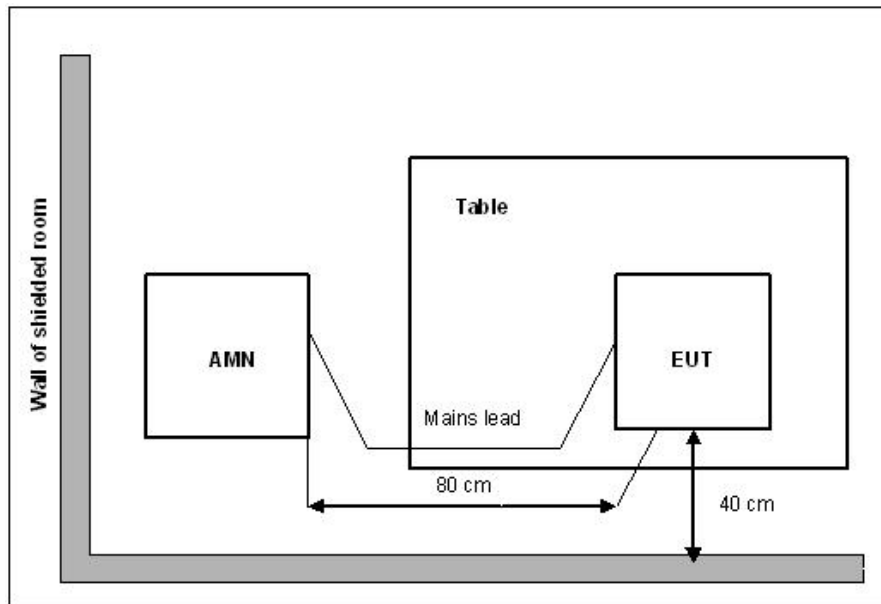 Wall of shielded room
Table
AMN
EUT
Mains lead
80 cm
40 cm